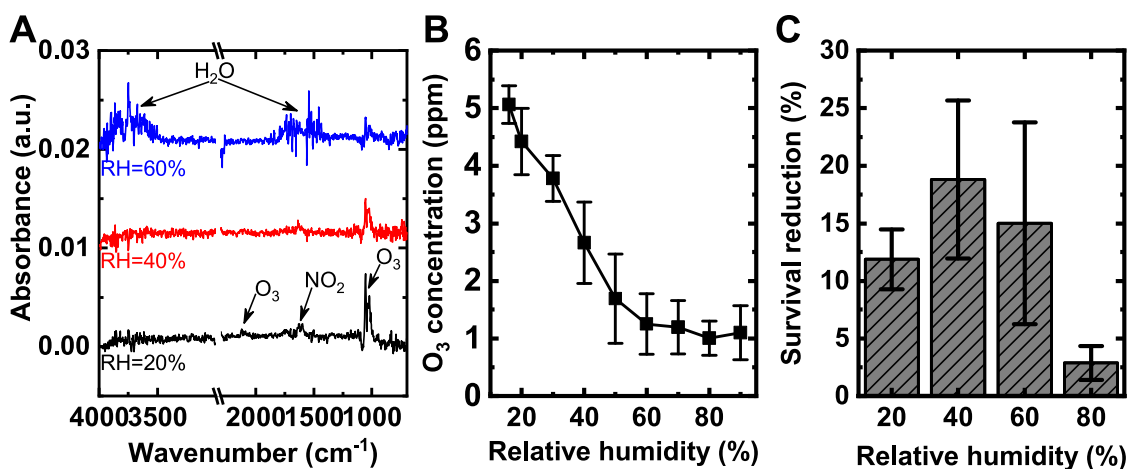 A
Absorbance (a.u.)
0.03
0.02
0.01
0.00
H₂O
RH=60%
RH=40%
O₃
NO₂
O₃
RH=20%
4000 3500 2000 1500 1000
Wavenumber (cm⁻¹)
B
O₃ concentration (ppm)
6
5
4
3
2
1
0
20 40 60 80
Relative humidity (%)
C
Survival reduction (%)
30
25
20
15
10
5
0
20 40 60 80
Relative humidity (%)